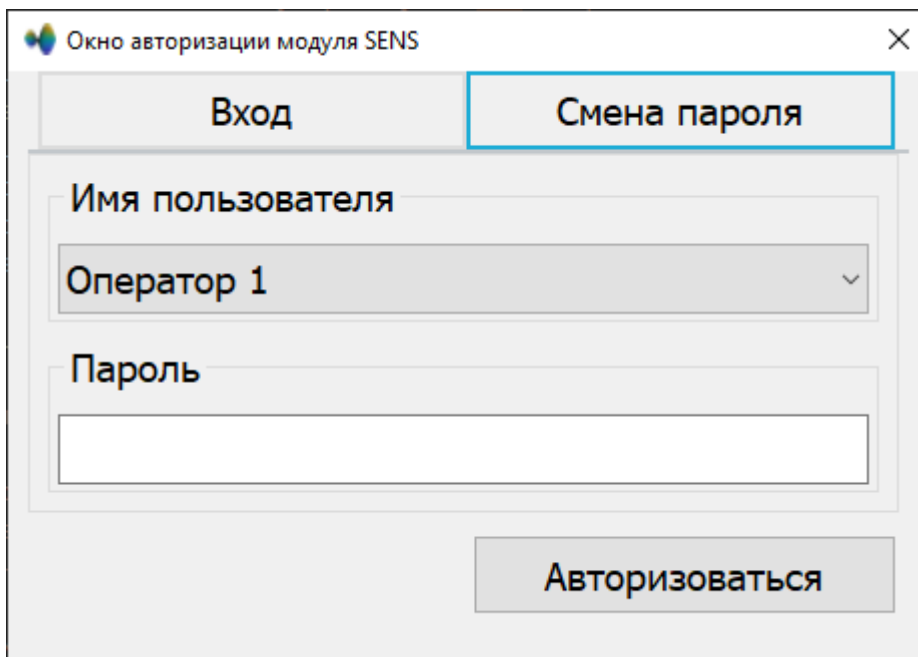 Окно авторизации модуля SENS
Вход
Смена пароля
Имя пользователя
Оператор 1
Пароль
Авторизоваться